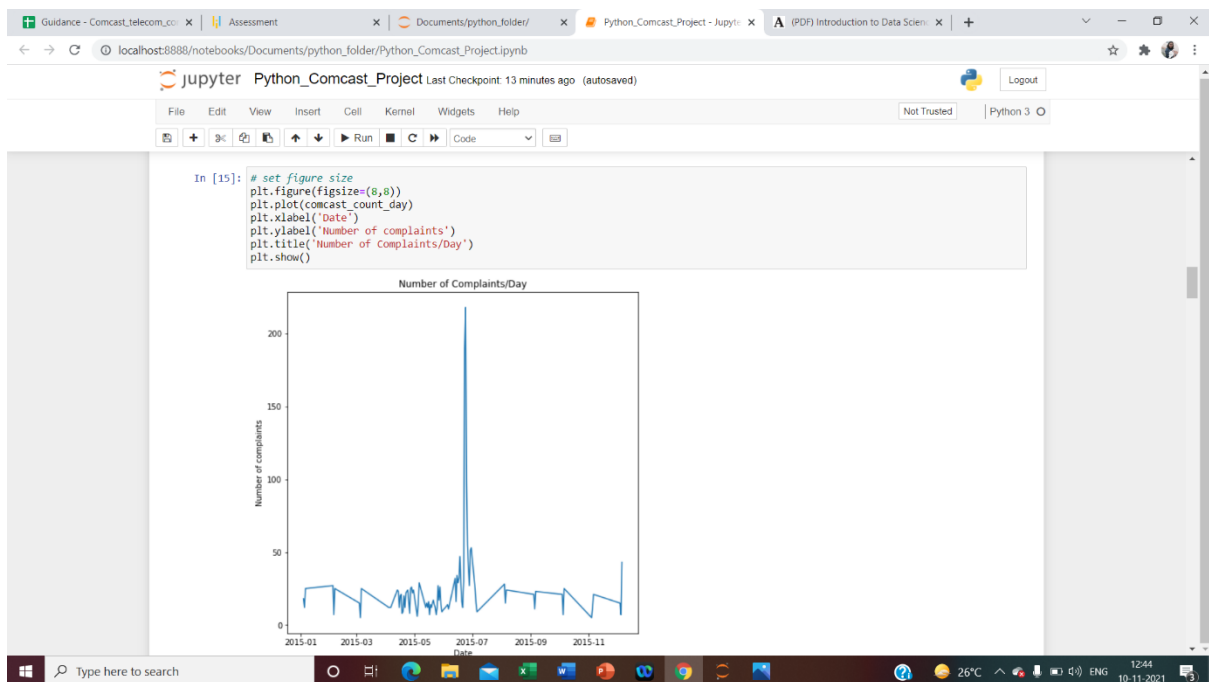 Guidance - Comcast_telecom_con
Assessment
Documents/python_folder/
Python_Comcast_Project - Jupyte
A (PDF) Introduction to Data Scienc
localhost:8888/notebooks/Documents/python_folder/Python_Comcast_Project.ipynb
jupyter Python_Comcast_Project Last Checkpoint: 13 minutes ago (autosaved)
Logout
File Edit View Insert Cell Kernel Widgets Help
Not Trusted Python 3
Run Code
In [15]: # set figure size
plt.figure(figsize=(8,8))
plt.plot(comcast_count_day)
plt.xlabel('Date')
plt.ylabel('Number of complaints')
plt.title('Number of Complaints/Day')
plt.show()
Number of Complaints/Day
200
150
100
50
0
Number of complaints
2015-01 2015-03 2015-05 2015-07 2015-09 2015-11
Date
Type here to search
26°C ENG
12:44
10-11-2021
3